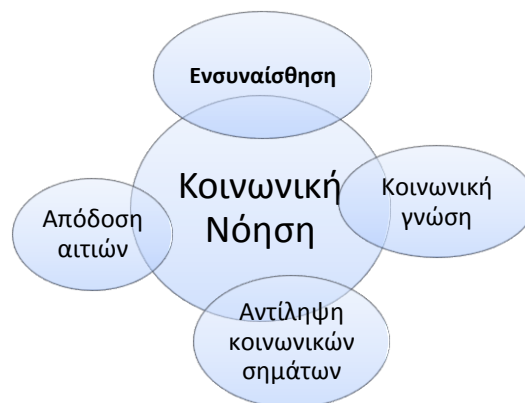 Ενσυναίσθηση
Κοινωνική
Νόηση
Κοινωνική
γνώση
Απόδοση
αιτιών
Αντίληψη
κοινωνικών
σημάτων